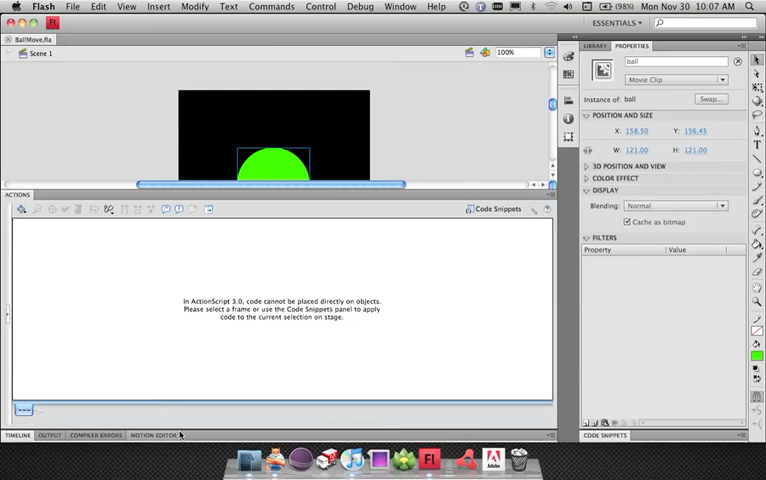 Flash File Edit View Insert Modify Text Commands Control Debug Window Help (98%) Mon Nov 30 10:07 AM
Fl ESSENTIALS
BallMove.fla
Scene 1 100%
LIBRARY PROPERTIES
ball
Movie Clip
Instance of: ball Swap...
POSITION AND SIZE
X: 158.50 Y: 156.45
W: 121.00 H: 121.00
3D POSITION AND VIEW
COLOR EFFECT
DISPLAY
Blending: Normal
Cache as bitmap
FILTERS
Property Value
ACTIONS
Code Snippets
In ActionScript 3.0, code cannot be placed directly on objects.
Please select a frame or use the Code Snippets panel to apply
code to the current selection on stage.
TIMELINE OUTPUT COMPILER ERRORS MOTION EDITOR
CODE SNIPPETS
Fl
Adobe